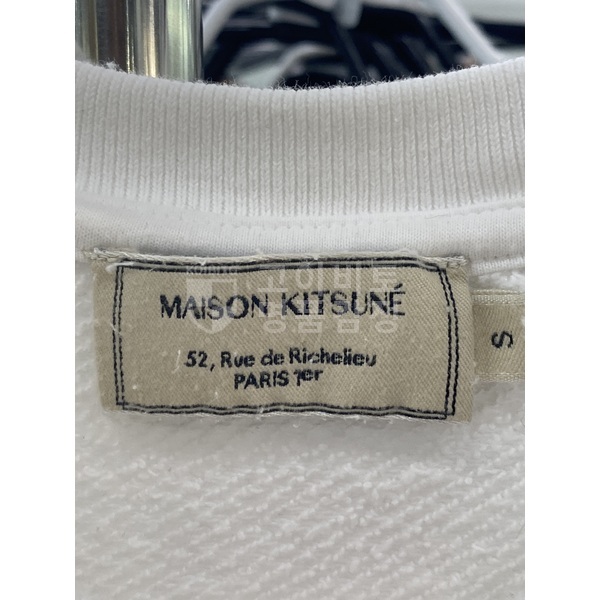 MAISON KITSUNÉ
52, Rue de Richelieu
PARIS 1er
S